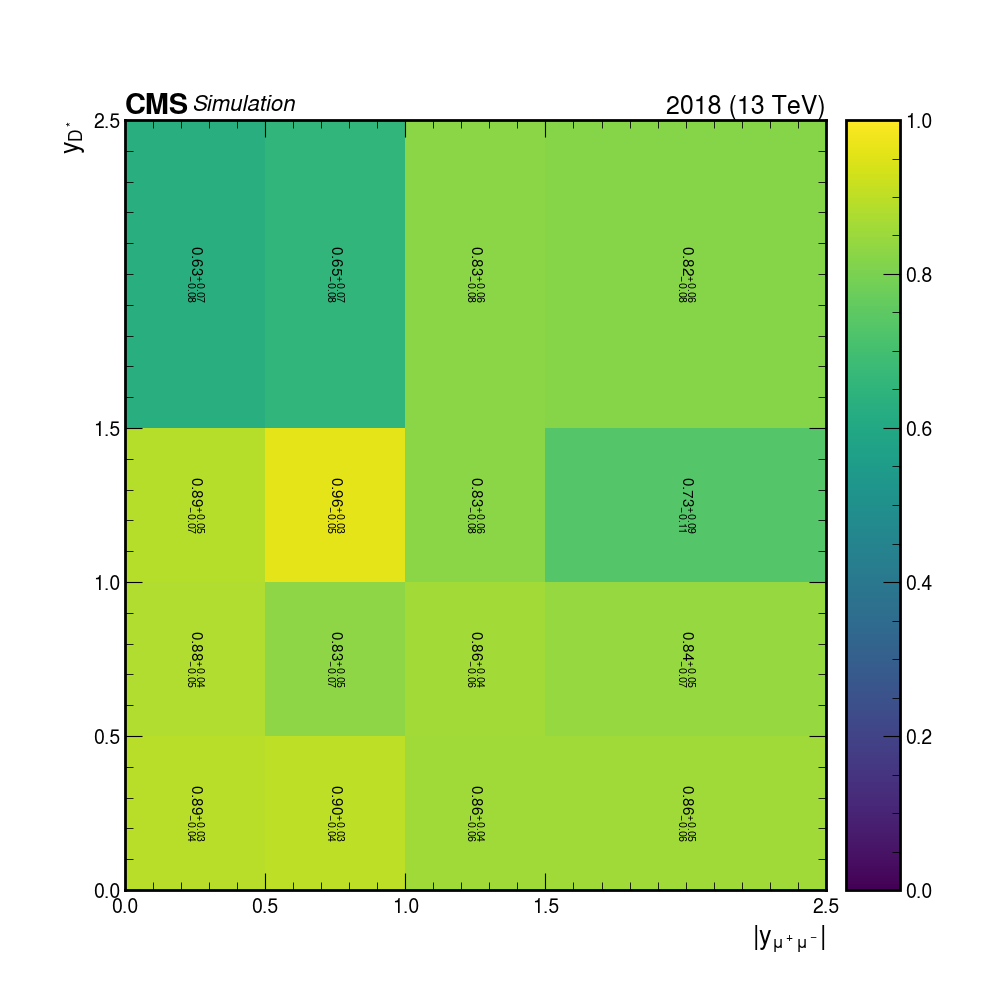 CMS Simulation 2018 (13 TeV)
y_D*
2.5
1.5
1.0
0.5
0.0
0.63+0.07−0.08 0.65+0.07−0.08 0.83+0.06−0.08 0.82+0.06−0.08
0.89+0.05−0.07 0.96+0.03−0.05 0.83+0.06−0.08 0.73+0.09−0.11
0.88+0.04−0.05 0.83+0.05−0.07 0.86+0.04−0.06 0.84+0.05−0.07
0.89+0.03−0.04 0.90+0.03−0.04 0.86+0.04−0.06 0.86+0.05−0.06
0.0 0.5 1.0 1.5 2.5
|y_μ⁺μ⁻|
1.0
0.8
0.6
0.4
0.2
0.0